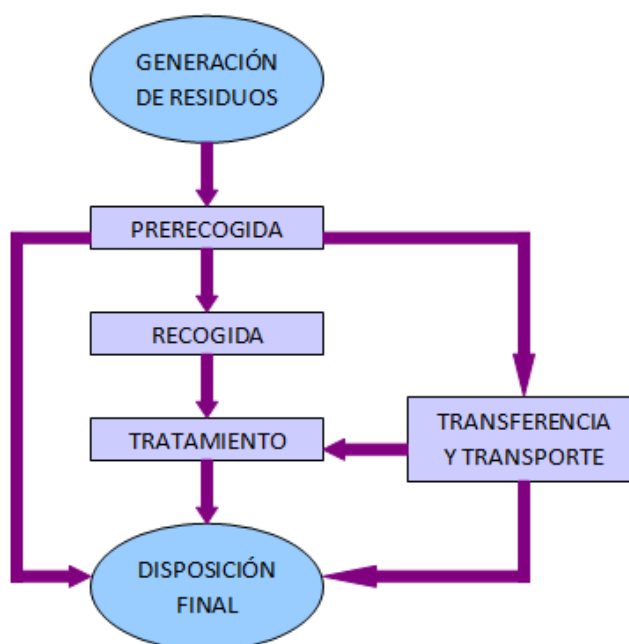 GENERACIÓN
DE RESIDUOS
PRERECOGIDA
RECOGIDA
TRATAMIENTO
TRANSFERENCIA
Y TRANSPORTE
DISPOSICIÓN
FINAL